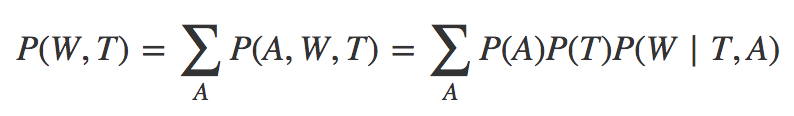 P(W, T) = ∑_A P(A, W, T) = ∑_A P(A)P(T)P(W | T, A)